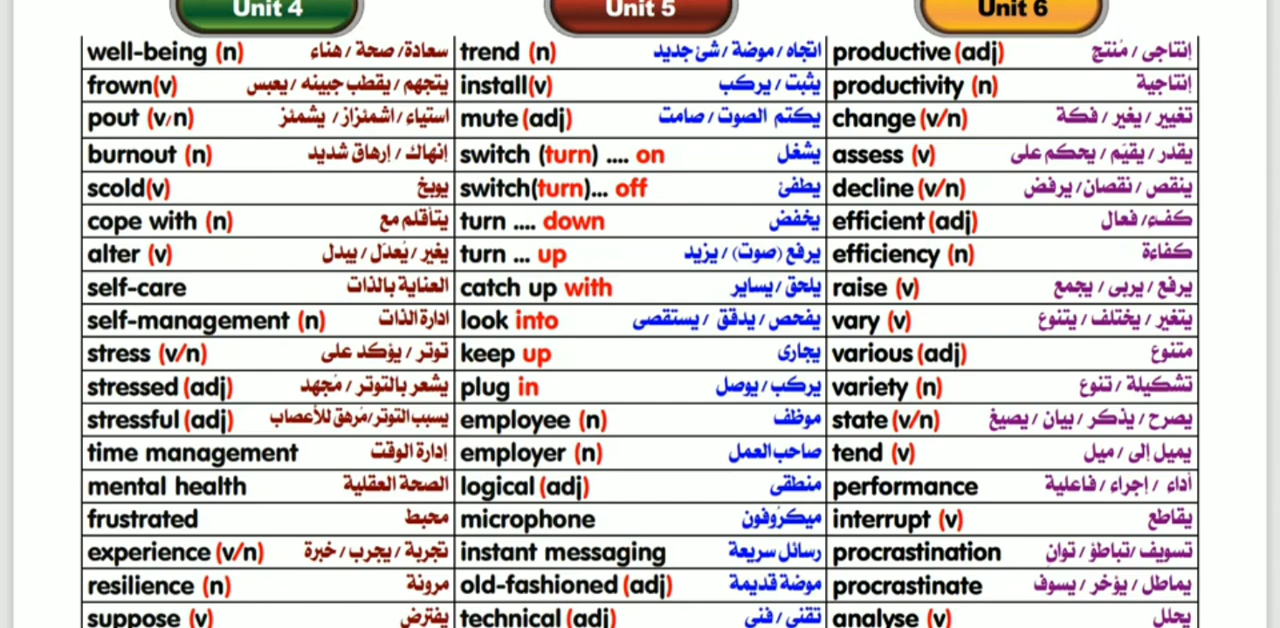 Unit 4 Unit 5 Unit 6
well-being (n) سعادة/ صحة / هناء trend (n) اتجاه / موضة / شئ جديد productive (adj) إنتاجى / مُنتج
frown(v) يتجهم / يقطب جبينه / يعبس install(v) يثبت / يركب productivity (n) إنتاجية
pout (v/n) استياء/ اشمئزاز / يشمئز mute (adj) يكتم الصوت / صامت change (v/n) تغيير / يغير / فكة
burnout (n) إنهاك / إرهاق شديد switch (turn) .... on يشغل assess (v) يقدر / يقيّم / يحكم على
scold(v) يوبخ switch(turn)... off يطفئ decline (v/n) ينقص / نقصان / يرفض
cope with (n) يتأقلم مع turn .... down يخفض efficient (adj) كفء/ فعال
alter (v) يغير / يُعدّل / يبدل turn ... up يرفع (صوت) / يزيد efficiency (n) كفاءة
self-care العناية بالذات catch up with يلحق / يساير raise (v) يرفع / يربى / يجمع
self-management (n) ادارة الذات look into يفحص / يدقق / يستقصى vary (v) يتغير / يختلف / يتنوع
stress (v/n) توتر / يؤكد على keep up يجارى various (adj) متنوع
stressed (adj) يشعر بالتوتر / مُجهد plug in يركب / يوصل variety (n) تشكيلة / تنوع
stressful (adj) يسبب التوتر/مُرهق للأعصاب employee (n) موظف state (v/n) يصرح / يذكر / بيان / يصيغ
time management إدارة الوقت employer (n) صاحب العمل tend (v) يميل إلى / ميل
mental health الصحة العقلية logical (adj) منطقى performance أداء / إجراء / فاعلية
frustrated محبط microphone ميكرُوفون interrupt (v) يقاطع
experience (v/n) تجربة / يجرب / خبرة instant messaging رسائل سريعة procrastination تسويف /تباطؤ / توان
resilience (n) مرونة old-fashioned (adj) موضة قديمة procrastinate يماطل / يؤخر / يسوف
suppose (v) يفترض technical (adj) تقنى / فنى analyse (v) يحلل